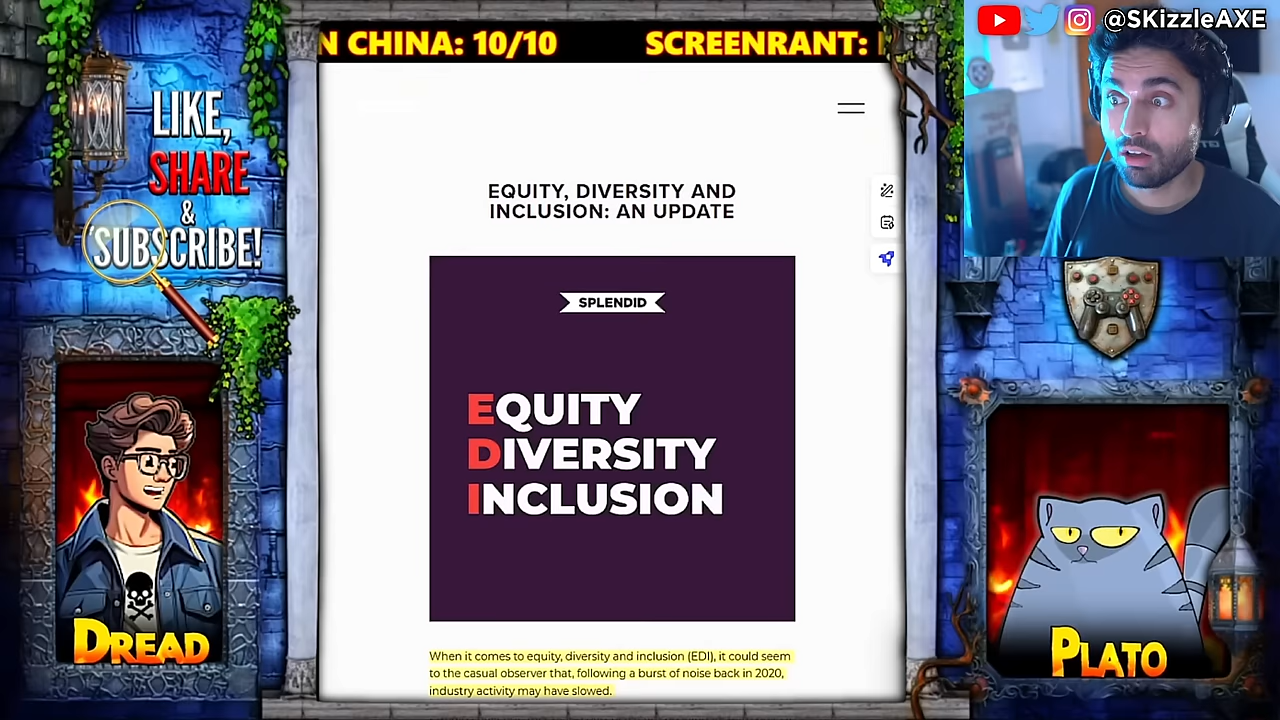 N CHINA: 10/10 SCREENRANT:
@SKizzleAXE
LIKE,
SHARE
&
SUBSCRIBE!
EQUITY, DIVERSITY AND
INCLUSION: AN UPDATE
SPLENDID
EQUITY
DIVERSITY
INCLUSION
When it comes to equity, diversity and inclusion (EDI), it could seem
to the casual observer that, following a burst of noise back in 2020,
industry activity may have slowed.
DREAD
PLATO